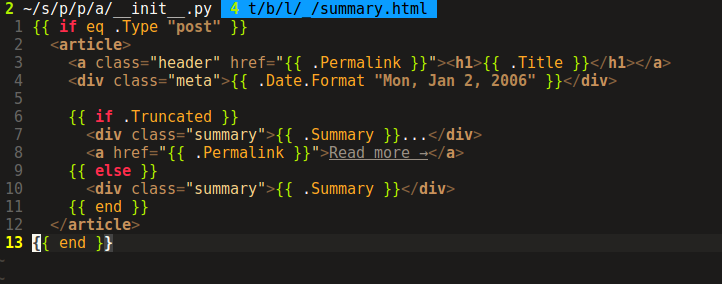 2 ~/s/p/p/a/__init__.py 4 t/b/l/_/summary.html
1 {{ if eq .Type "post" }}
2   <article>
3     <a class="header" href="{{ .Permalink }}"><h1>{{ .Title }}</h1></a>
4     <div class="meta">{{ .Date.Format "Mon, Jan 2, 2006" }}</div>
5
6     {{ if .Truncated }}
7       <div class="summary">{{ .Summary }}...</div>
8       <a href="{{ .Permalink }}">Read more →</a>
9     {{ else }}
10       <div class="summary">{{ .Summary }}</div>
11     {{ end }}
12   </article>
13 {{ end }}
~
~